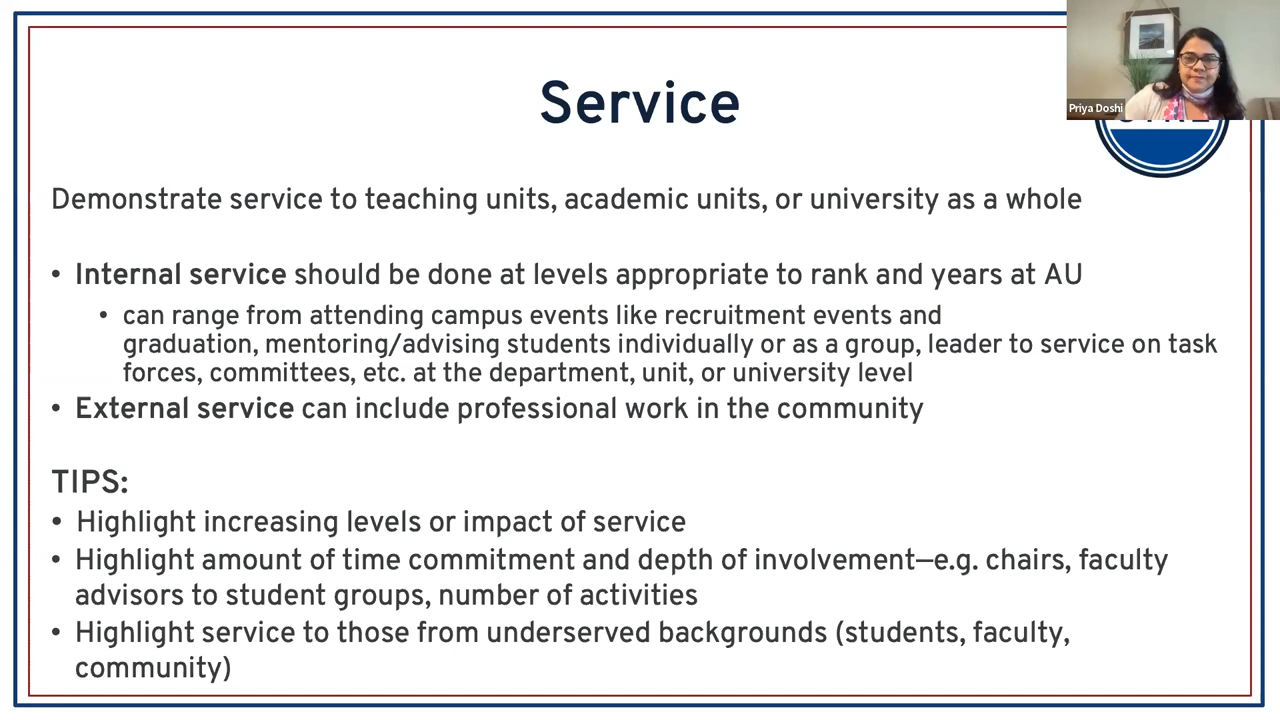 Service
Priya Doshi
Demonstrate service to teaching units, academic units, or university as a whole
• Internal service should be done at levels appropriate to rank and years at AU
• can range from attending campus events like recruitment events and
graduation, mentoring/advising students individually or as a group, leader to service on task
forces, committees, etc. at the department, unit, or university level
• External service can include professional work in the community
TIPS:
• Highlight increasing levels or impact of service
• Highlight amount of time commitment and depth of involvement—e.g. chairs, faculty
advisors to student groups, number of activities
• Highlight service to those from underserved backgrounds (students, faculty,
community)